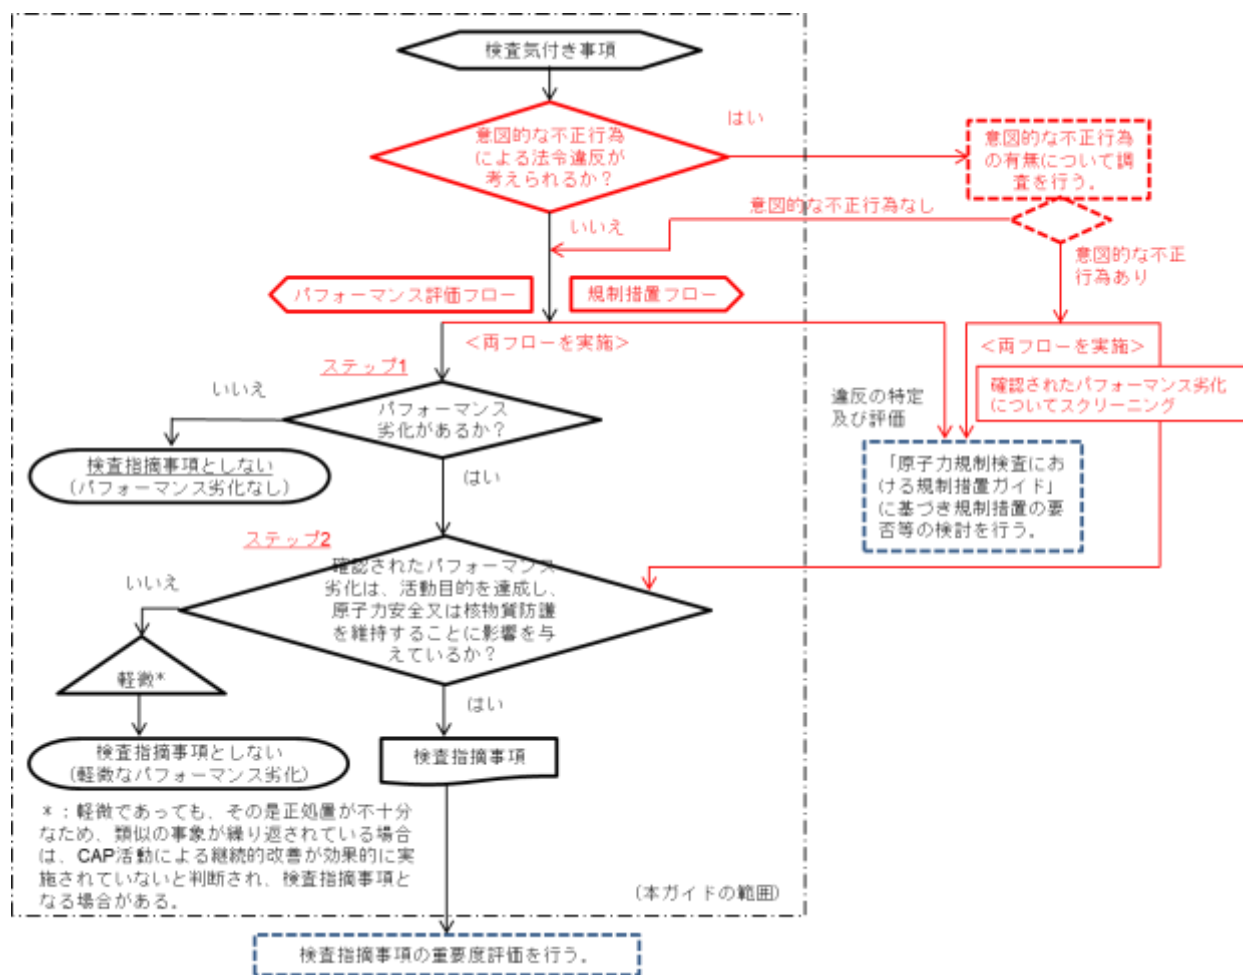 検査気付き事項
意図的な不正行為
による法令違反が
考えられるか？
はい
意図的な不正行為
の有無について調
査を行う。
意図的な不正行為なし
いいえ
意図的な不正
行為あり
パフォーマンス評価フロー
規制措置フロー
＜両フローを実施＞
＜両フローを実施＞
ステップ1
いいえ
パフォーマンス
劣化があるか？
確認されたパフォーマンス劣化
についてスクリーニング
違反の特定
及び評価
検査指摘事項としない
（パフォーマンス劣化なし）
はい
「原子力規制検査にお
ける規制措置ガイド」
に基づき規制措置の要
否等の検討を行う。
ステップ2
確認されたパフォーマンス
劣化は、活動目的を達成し、
原子力安全又は核物質防護
を維持することに影響を与
えているか？
いいえ
軽微*
はい
検査指摘事項としない
（軽微なパフォーマンス劣化）
検査指摘事項
＊：軽微であっても、その是正処置が不十分
なため、類似の事象が繰り返されている場合
は、CAP活動による継続的改善が効果的に実
施されていないと判断され、検査指摘事項と
なる場合がある。
（本ガイドの範囲）
検査指摘事項の重要度評価を行う。